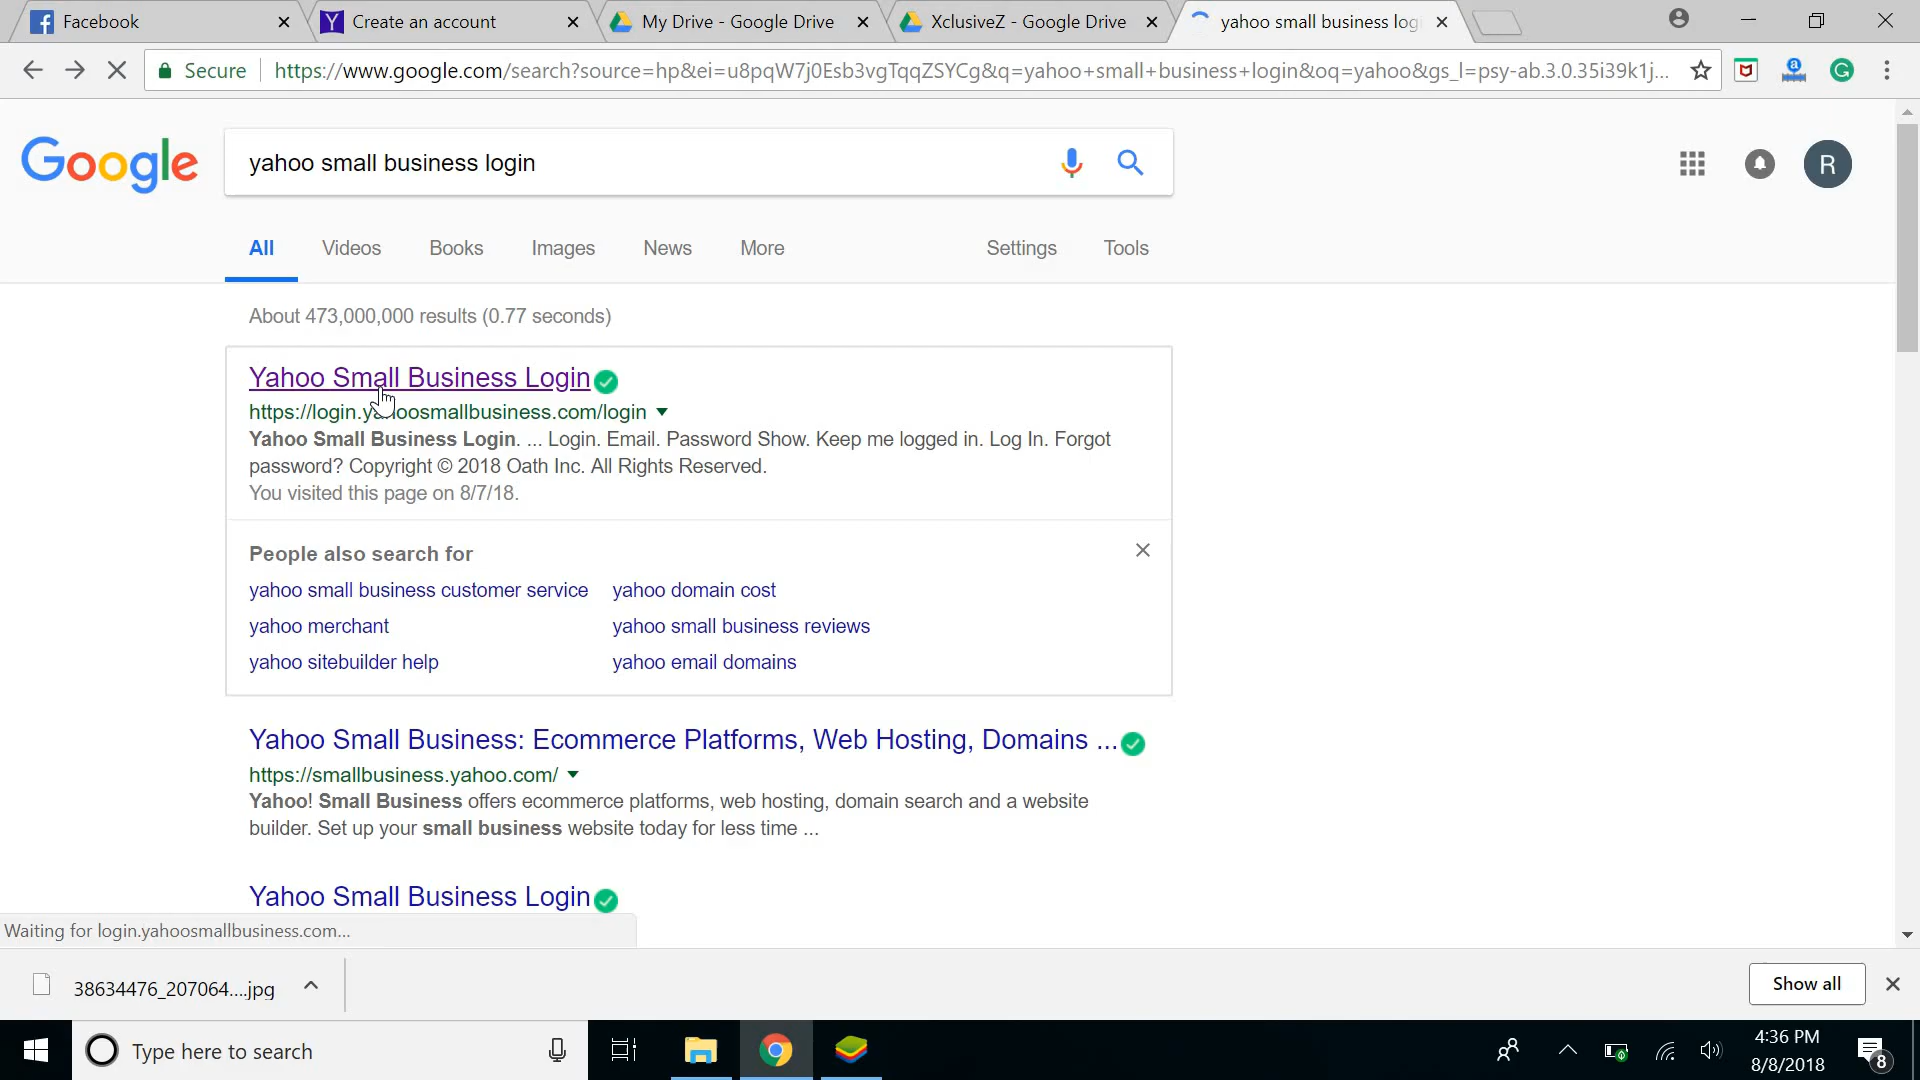 Facebook
Create an account
My Drive - Google Drive
XclusiveZ - Google Drive
yahoo small business logi
Secure
https://www.google.com/search?source=hp&ei=u8pqW7j0Esb3vgTqqZSYCg&q=yahoo+small+business+login&oq=yahoo&gs_l=psy-ab.3.0.35i39k1j...
Google
yahoo small business login
R
All
Videos
Books
Images
News
More
Settings
Tools
About 473,000,000 results (0.77 seconds)
Yahoo Small Business Login
https://login.yahoosmallbusiness.com/login
Yahoo Small Business Login. ... Login. Email. Password Show. Keep me logged in. Log In. Forgot
password? Copyright © 2018 Oath Inc. All Rights Reserved.
You visited this page on 8/7/18.
People also search for
yahoo small business customer service
yahoo domain cost
yahoo merchant
yahoo small business reviews
yahoo sitebuilder help
yahoo email domains
Yahoo Small Business: Ecommerce Platforms, Web Hosting, Domains ...
https://smallbusiness.yahoo.com/
Yahoo! Small Business offers ecommerce platforms, web hosting, domain search and a website
builder. Set up your small business website today for less time ...
Yahoo Small Business Login
Waiting for login.yahoosmallbusiness.com...
38634476_207064....jpg
Show all
Type here to search
4:36 PM
8/8/2018
8